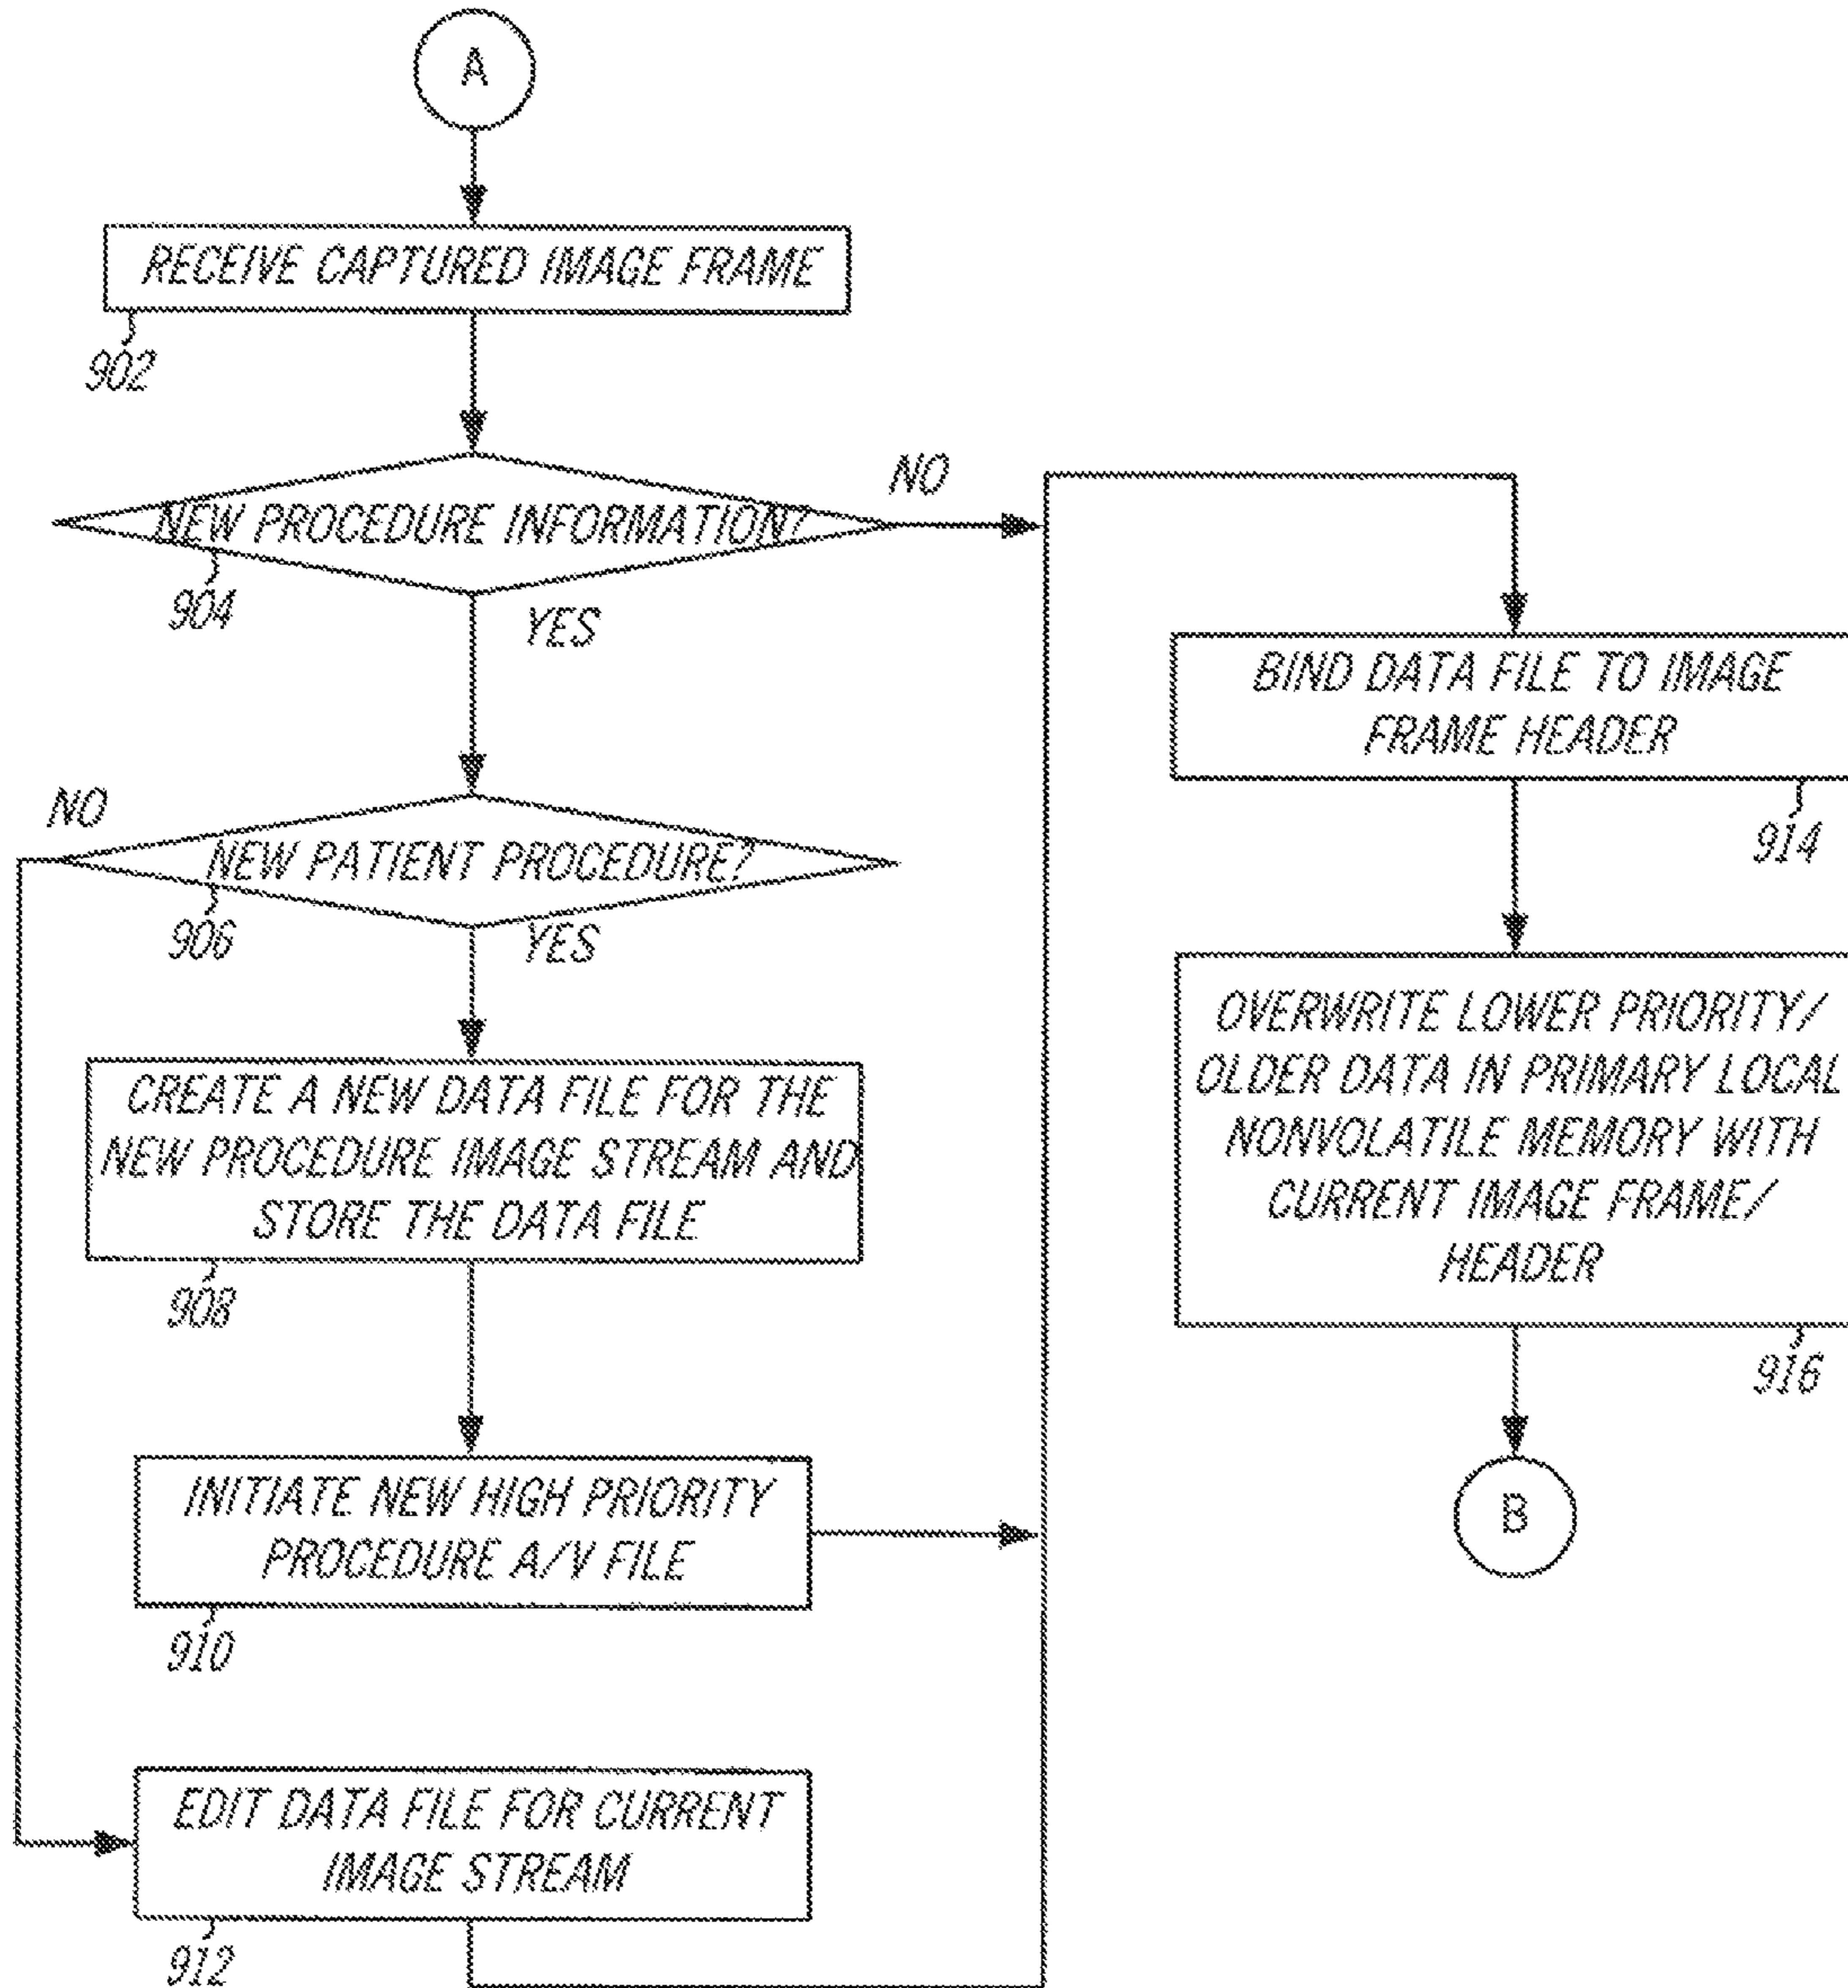 A
RECEIVE CAPTURED IMAGE FRAME
902
NEW PROCEDURE INFORMATION?
NO
904
YES
NO
NEW PATIENT PROCEDURE?
906
YES
CREATE A NEW DATA FILE FOR THE
NEW PROCEDURE IMAGE STREAM AND
STORE THE DATA FILE
908
INITIATE NEW HIGH PRIORITY
PROCEDURE A/V FILE
910
EDIT DATA FILE FOR CURRENT
IMAGE STREAM
912
BIND DATA FILE TO IMAGE
FRAME HEADER
914
OVERWRITE LOWER PRIORITY/
OLDER DATA IN PRIMARY LOCAL
NONVOLATILE MEMORY WITH
CURRENT IMAGE FRAME/
HEADER
916
B